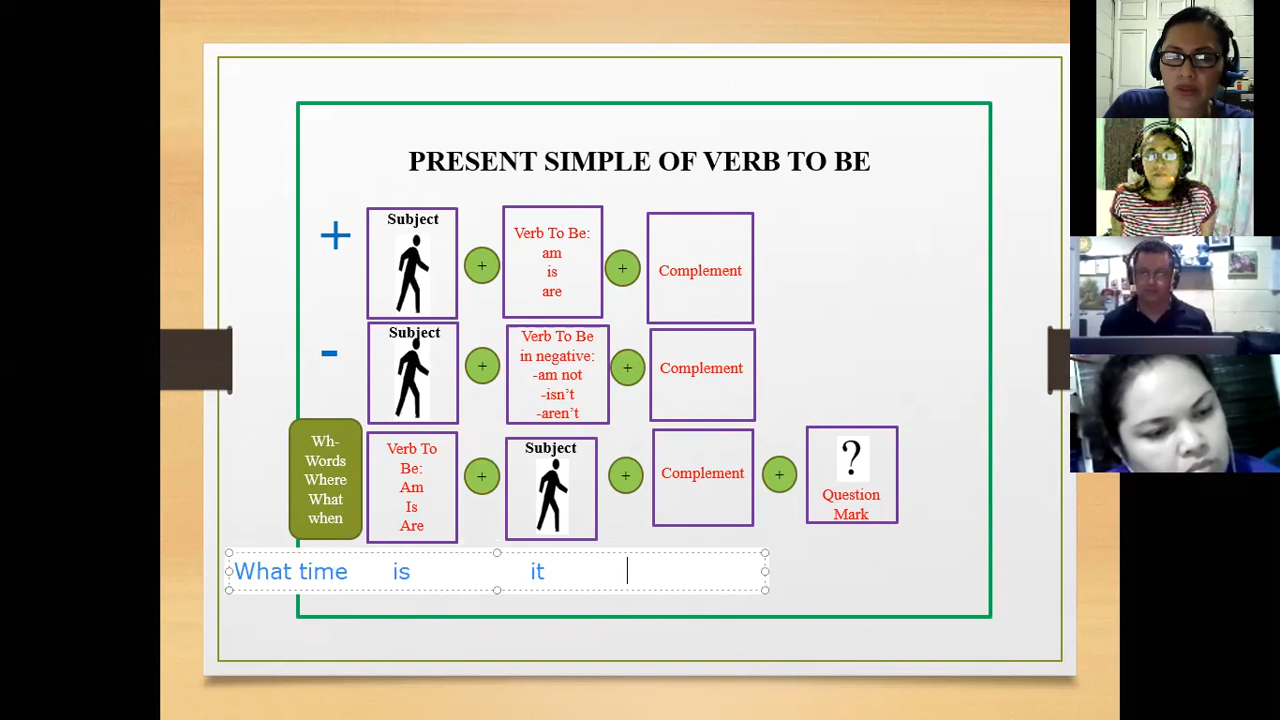 PRESENT SIMPLE OF VERB TO BE
+
Subject
+
Verb To Be:
am
is
are
+
Complement
-
Subject
+
Verb To Be
in negative:
-am not
-isn't
-aren't
+
Complement
Wh-
Words
Where
What
when
Verb To
Be:
Am
Is
Are
+
Subject
+
Complement
+
?
Question
Mark
What time is it